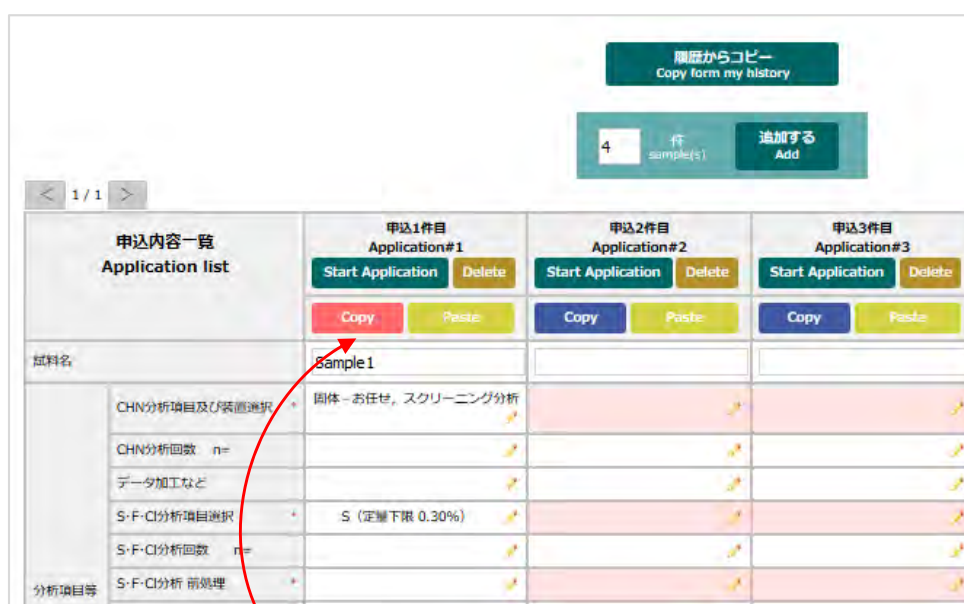 履歴からコピー
Copy form my history
4 件 sample(s) 追加する Add
< 1 / 1 >
申込内容一覧
Application list
申込1件目
Application#1
Start Application Delete
Copy Paste
申込2件目
Application#2
Start Application Delete
Copy Paste
申込3件目
Application#3
Start Application Delete
Copy Paste
試料名 Sample1
分析項目等
CHN分析項目及び装置選択 * 固体－お任せ，スクリーニング分析
CHN分析回数 n=
データ加工など
S・F・Cl分析項目選択 * S（定量下限 0.30%）
S・F・Cl分析回数 n=
S・F・Cl分析 前処理 *